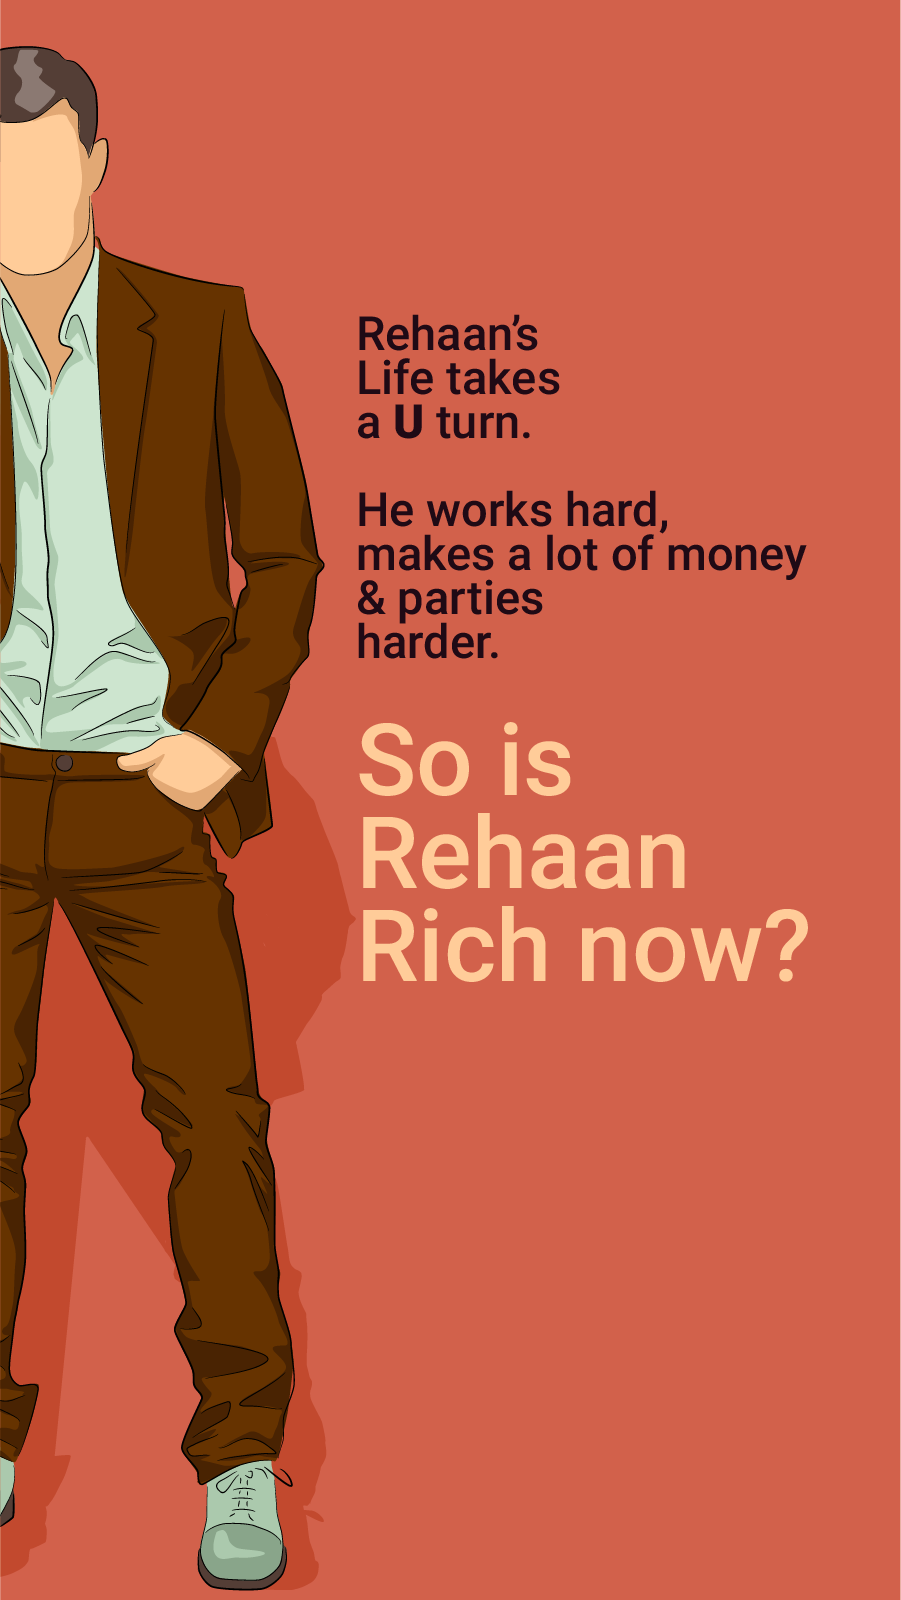 Rehaan’s
Life takes
a U turn.
He works hard,
makes a lot of money
& parties
harder.
So is
Rehaan
Rich now?